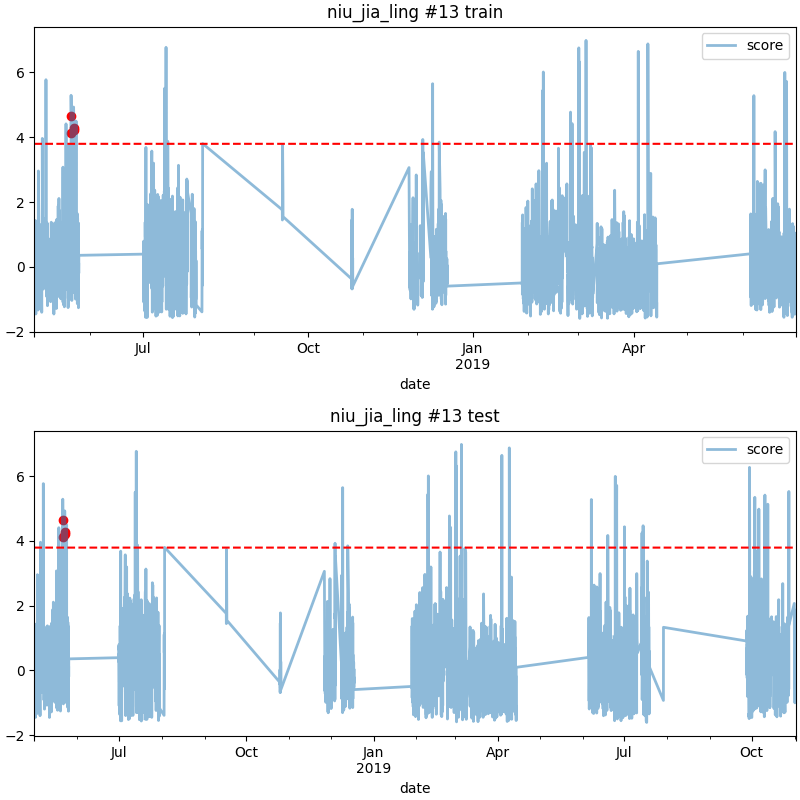 niu_jia_ling #13 train
score
6
4
2
0
−2
Jul
Oct
Jan
2019
Apr
date
niu_jia_ling #13 test
score
6
4
2
0
−2
Jul
Oct
Jan
2019
Apr
Jul
Oct
date